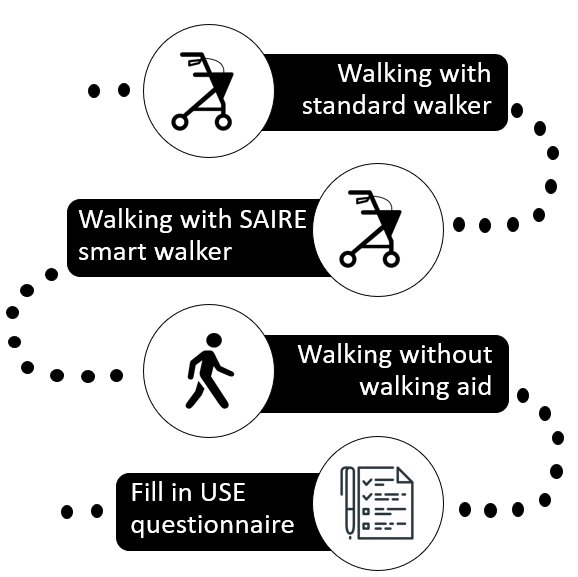 Walking with
standard walker
Walking with SAIRE
smart walker
Walking without
walking aid
Fill in USE
questionnaire